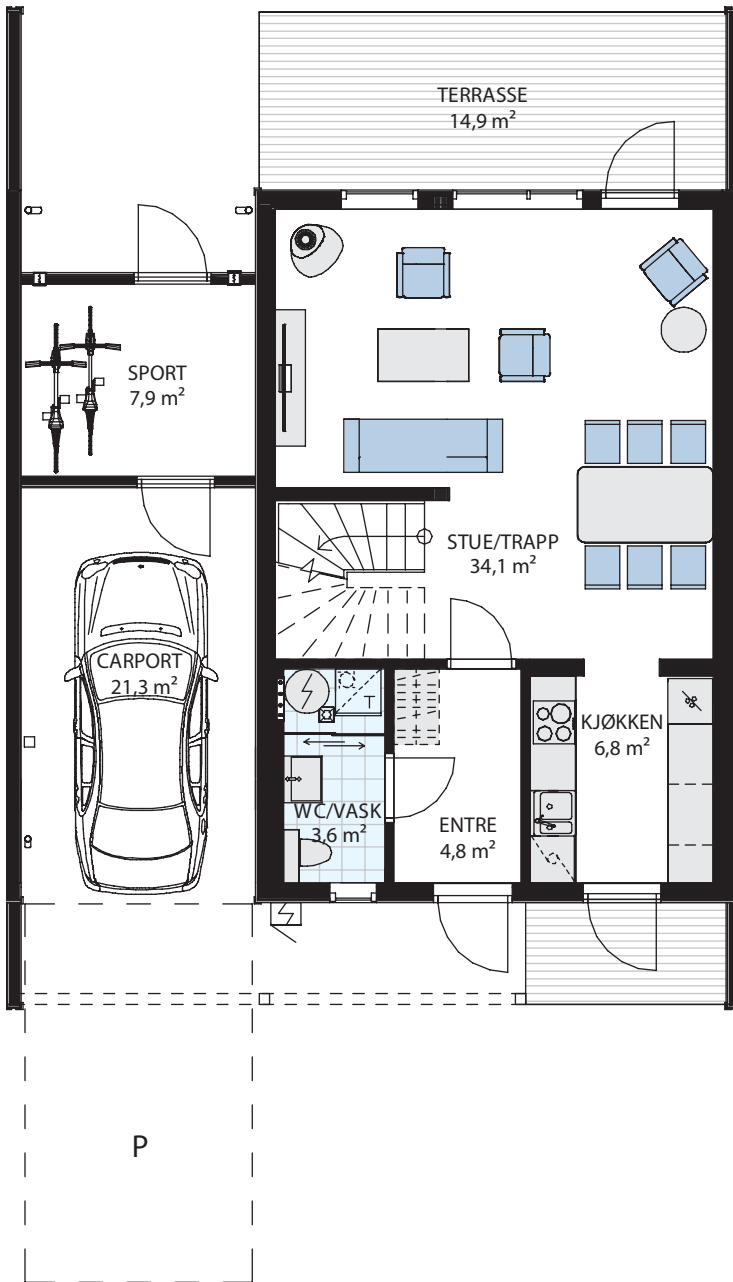 TERRASSE
14,9 m²
SPORT
7,9 m²
STUE/TRAPP
34,1 m²
CARPORT
21,3 m²
T
KJØKKEN
6,8 m²
WC/VASK
3,6 m²
ENTRE
4,8 m²
P